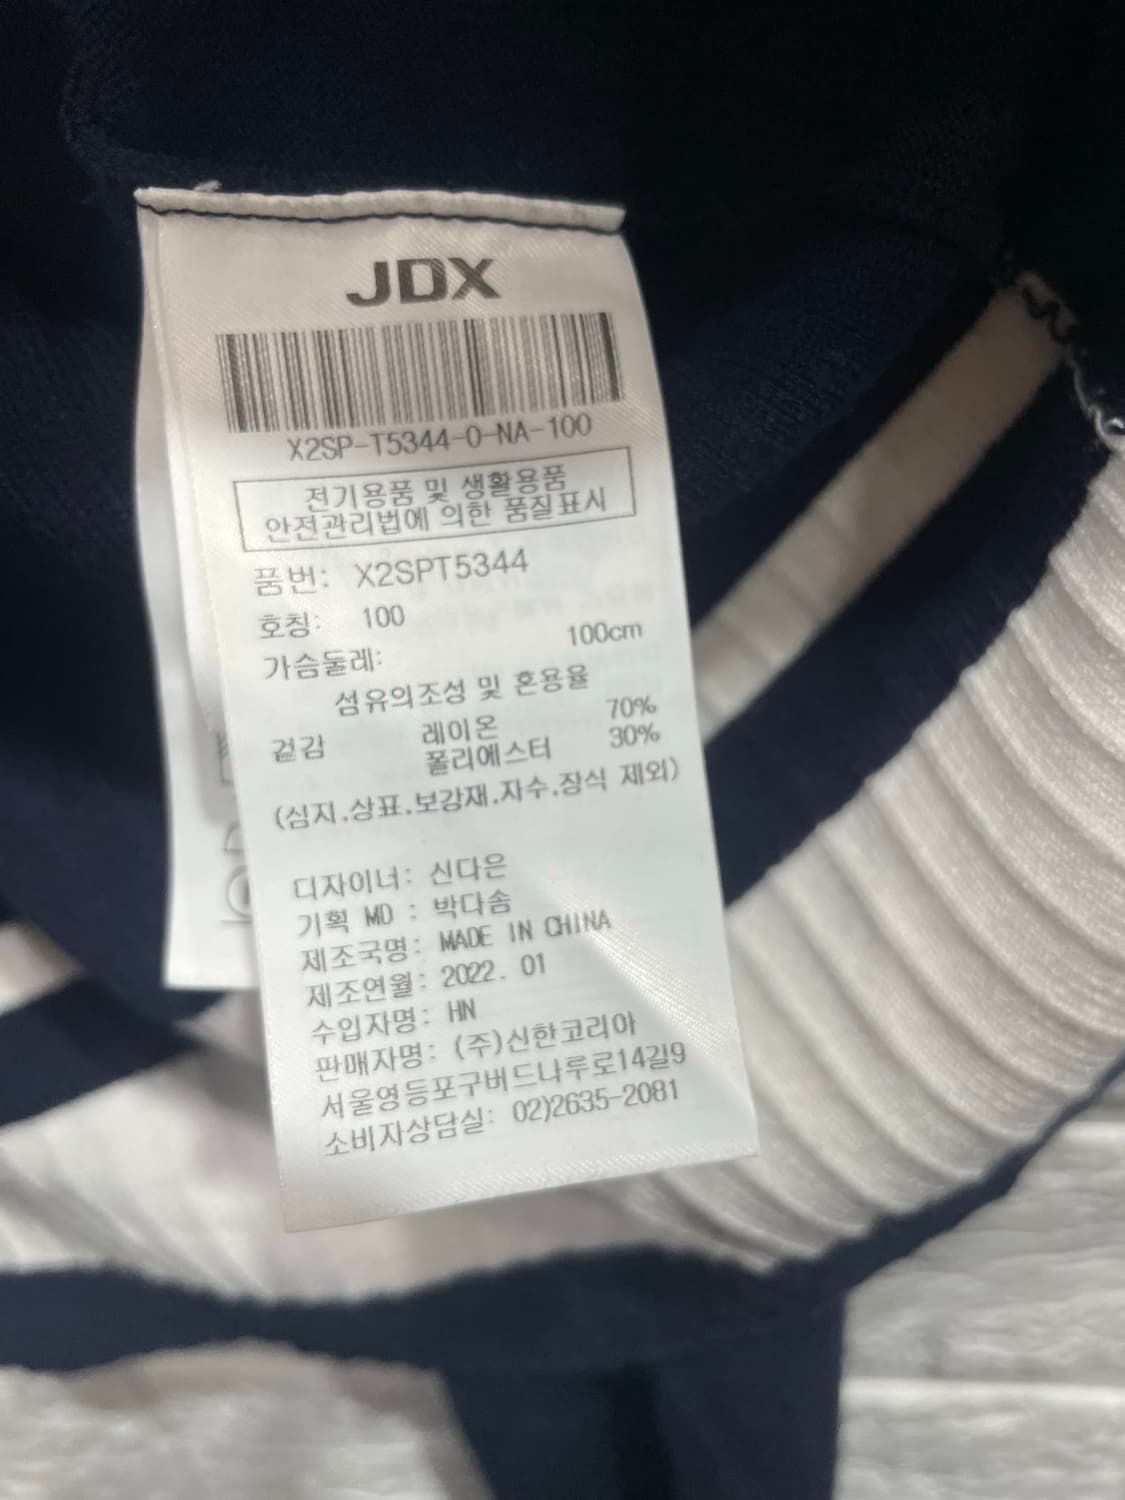 JDX
X2SP-T5344-0-NA-100
전기용품 및 생활용품
안전관리법에 의한 품질표시
품번: X2SPT5344
호칭: 100
가슴둘레: 100cm
섬유의조성 및 혼용율
겉감 레이온 70%
폴리에스터 30%
(심지.상표.보강재.자수.장식 제외)
디자이너: 신다은
기획 MD : 박다솜
제조국명: MADE IN CHINA
제조연월: 2022. 01
수입자명: HN
판매자명: (주)신한코리아
서울영등포구버드나루로14길9
소비자상담실: 02)2635-2081